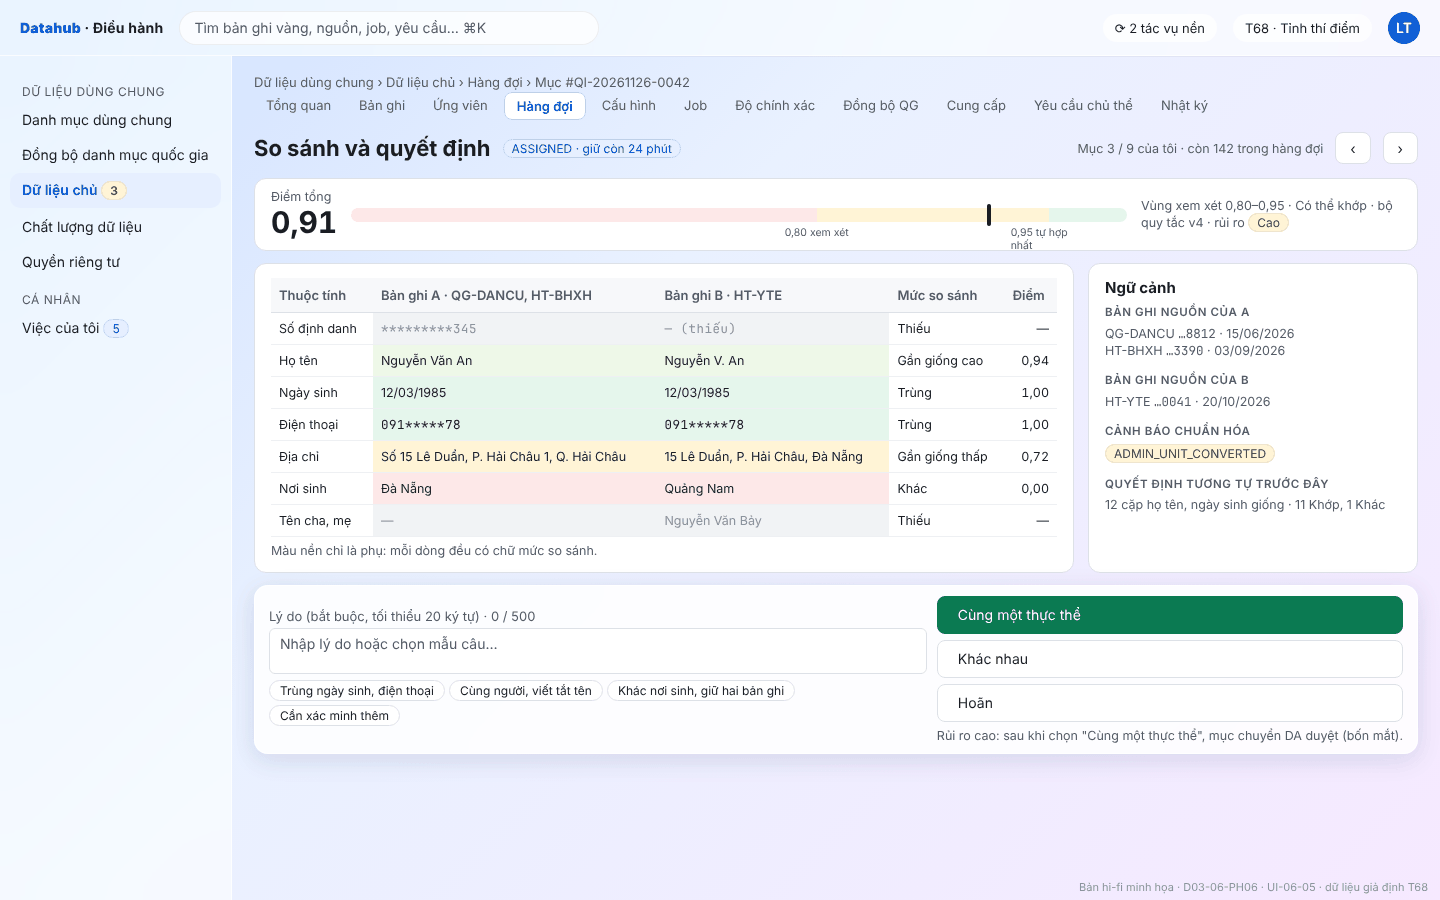 Datahub · Điều hành
Tìm bản ghi vàng, nguồn, job, yêu cầu... ⌘K
⟳ 2 tác vụ nền
T68 · Tỉnh thí điểm
LT
DỮ LIỆU DÙNG CHUNG
Danh mục dùng chung
Đồng bộ danh mục quốc gia
Dữ liệu chủ 3
Chất lượng dữ liệu
Quyền riêng tư
CÁ NHÂN
Việc của tôi 5
Dữ liệu dùng chung › Dữ liệu chủ › Hàng đợi › Mục #QI-20261126-0042
Tổng quan Bản ghi Ứng viên Hàng đợi Cấu hình Job Độ chính xác Đồng bộ QG Cung cấp Yêu cầu chủ thể Nhật ký
So sánh và quyết định ASSIGNED · giữ còn 24 phút
Mục 3 / 9 của tôi · còn 142 trong hàng đợi ‹ ›
Điểm tổng
0,91
0,80 xem xét
0,95 tự hợp
nhất
Vùng xem xét 0,80–0,95 · Có thể khớp · bộ
quy tắc v4 · rủi ro Cao
Thuộc tính Bản ghi A · QG-DANCU, HT-BHXH Bản ghi B · HT-YTE Mức so sánh Điểm
Số định danh *********345 — (thiếu) Thiếu —
Họ tên Nguyễn Văn An Nguyễn V. An Gần giống cao 0,94
Ngày sinh 12/03/1985 12/03/1985 Trùng 1,00
Điện thoại 091*****78 091*****78 Trùng 1,00
Địa chỉ Số 15 Lê Duẩn, P. Hải Châu 1, Q. Hải Châu 15 Lê Duẩn, P. Hải Châu, Đà Nẵng Gần giống thấp 0,72
Nơi sinh Đà Nẵng Quảng Nam Khác 0,00
Tên cha, mẹ — Nguyễn Văn Bảy Thiếu —
Màu nền chỉ là phụ: mỗi dòng đều có chữ mức so sánh.
Ngữ cảnh
BẢN GHI NGUỒN CỦA A
QG-DANCU …8812 · 15/06/2026
HT-BHXH …3390 · 03/09/2026
BẢN GHI NGUỒN CỦA B
HT-YTE …0041 · 20/10/2026
CẢNH BÁO CHUẨN HÓA
ADMIN_UNIT_CONVERTED
QUYẾT ĐỊNH TƯƠNG TỰ TRƯỚC ĐÂY
12 cặp họ tên, ngày sinh giống · 11 Khớp, 1 Khác
Lý do (bắt buộc, tối thiểu 20 ký tự) · 0 / 500
Nhập lý do hoặc chọn mẫu câu...
Trùng ngày sinh, điện thoại Cùng người, viết tắt tên Khác nơi sinh, giữ hai bản ghi
Cần xác minh thêm
Cùng một thực thể
Khác nhau
Hoãn
Rủi ro cao: sau khi chọn "Cùng một thực thể", mục chuyển DA duyệt (bốn mắt).
Bản hi-fi minh họa · D03-06-PH06 · UI-06-05 · dữ liệu giả định T68